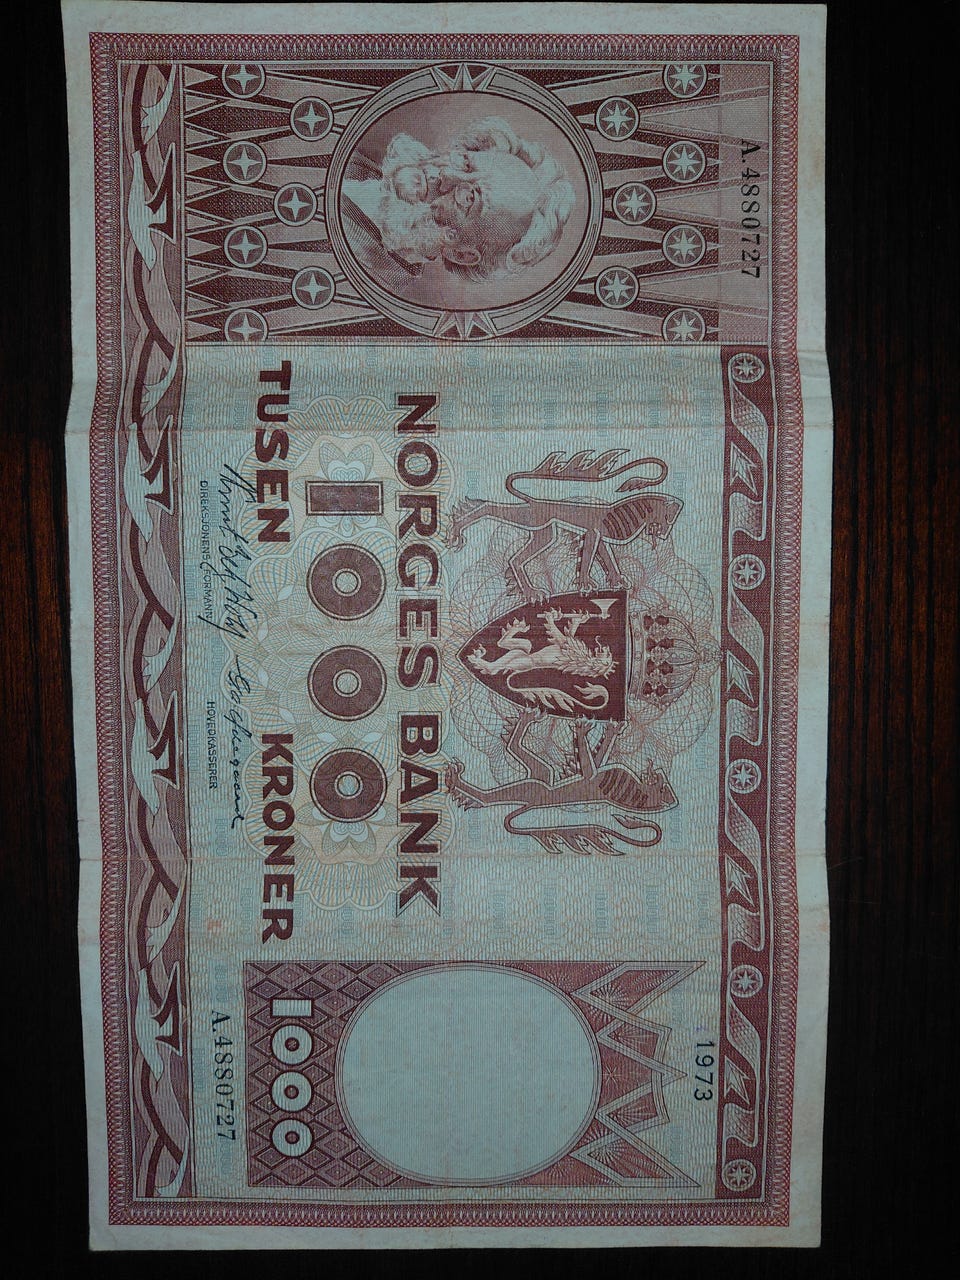 A.4880727
1973
NORGES BANK
1000
TUSEN KRONER
1000
DIREKSJONENS FORMANN
HOVEDKASSERER
A.4880727